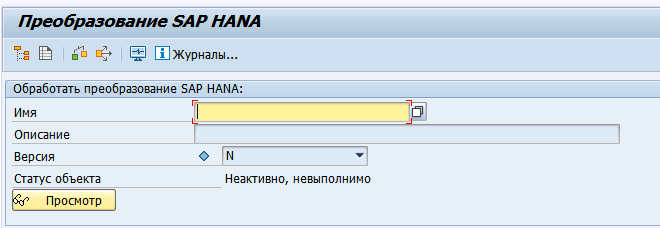 Преобразование SAP HANA
Журналы...
Обработать преобразование SAP HANA:
Имя
Описание
Версия N
Статус объекта Неактивно, невыполнимо
Просмотр